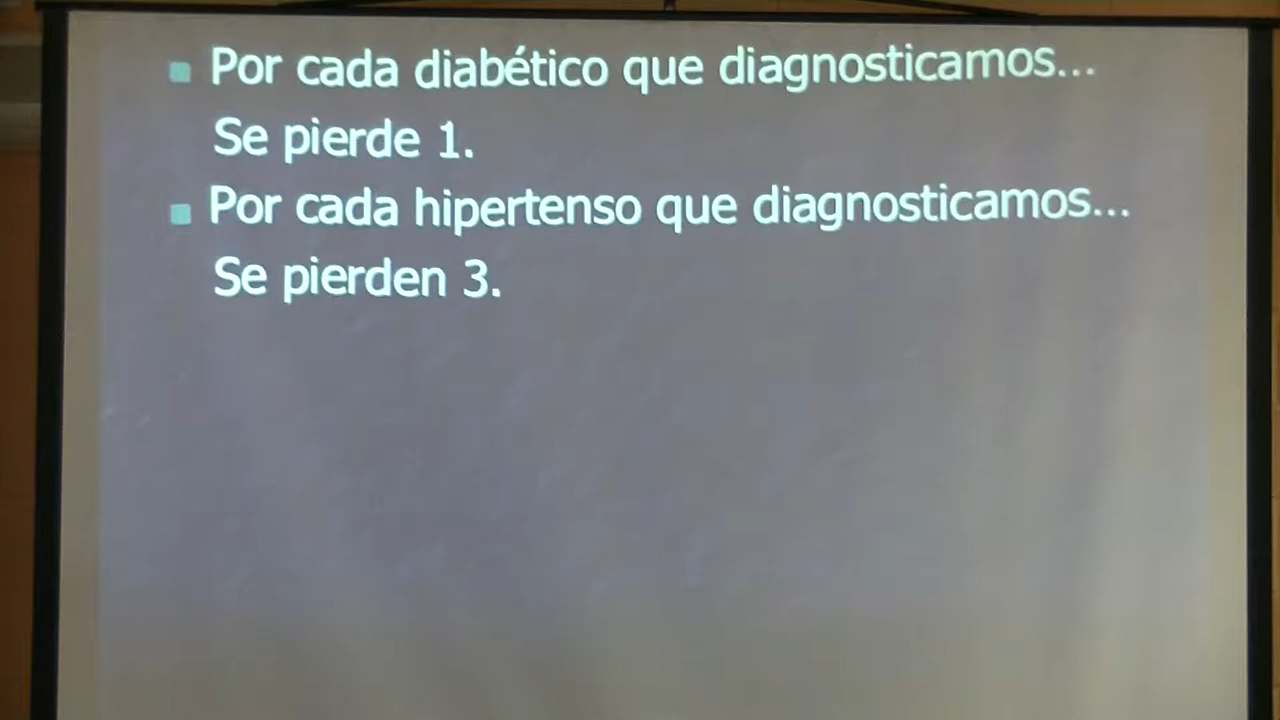 Por cada diabético que diagnosticamos...
Se pierde 1.
Por cada hipertenso que diagnosticamos...
Se pierden 3.